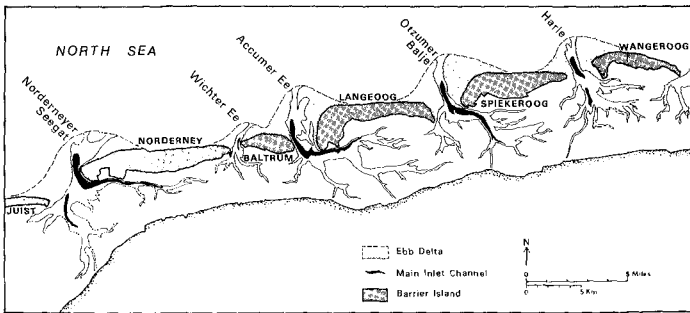 NORTH SEA
Norderneyer
Seegat
Wichter Ee
Accumer Ee
Otzumer
Balje
Harle
JUIST
NORDERNEY
BALTRUM
LANGEOOG
SPIEKEROOG
WANGEROOG
Ebb Delta
Main Inlet Channel
Barrier Island
N
0 5 Miles
0 5 Km